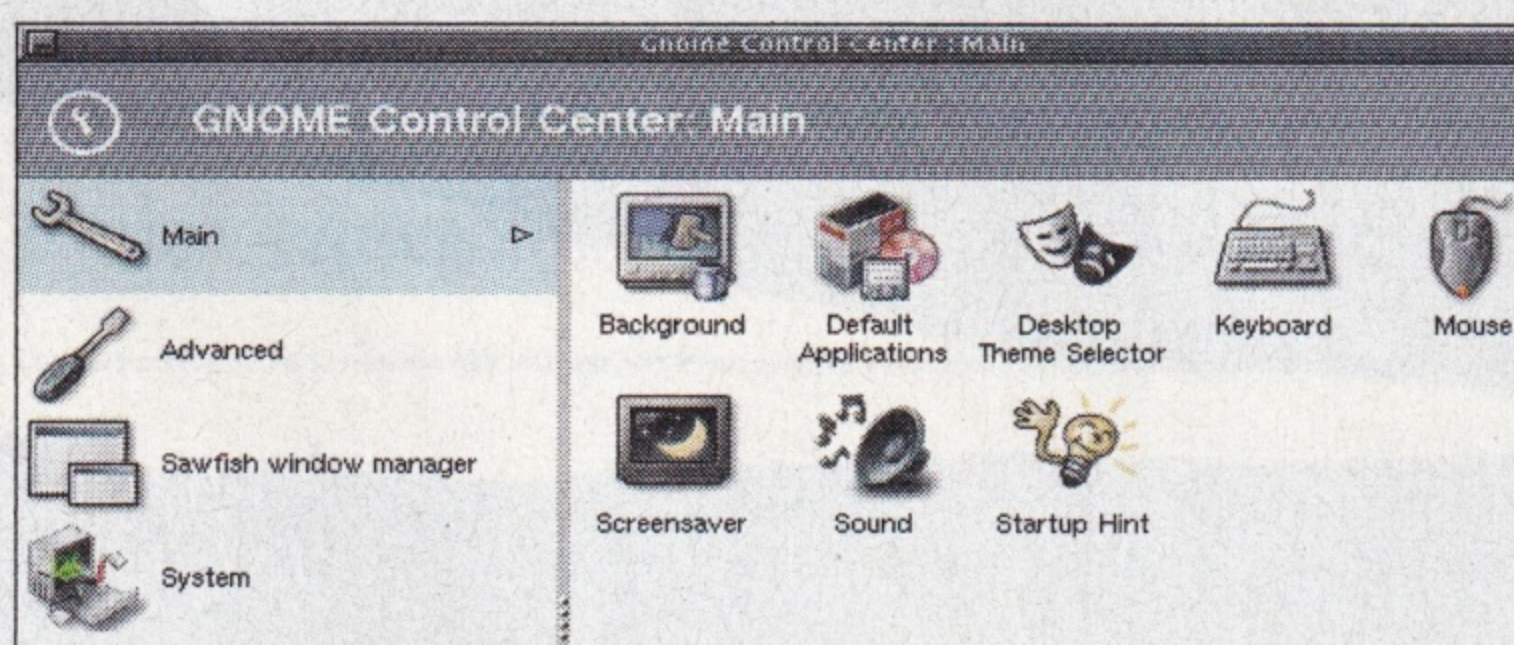 Gnome Control Center : Main
GNOME Control Center: Main
Main
Advanced
Sawfish window manager
System
Background
Default
Applications
Desktop
Theme Selector
Keyboard
Mouse
Screensaver
Sound
Startup Hint